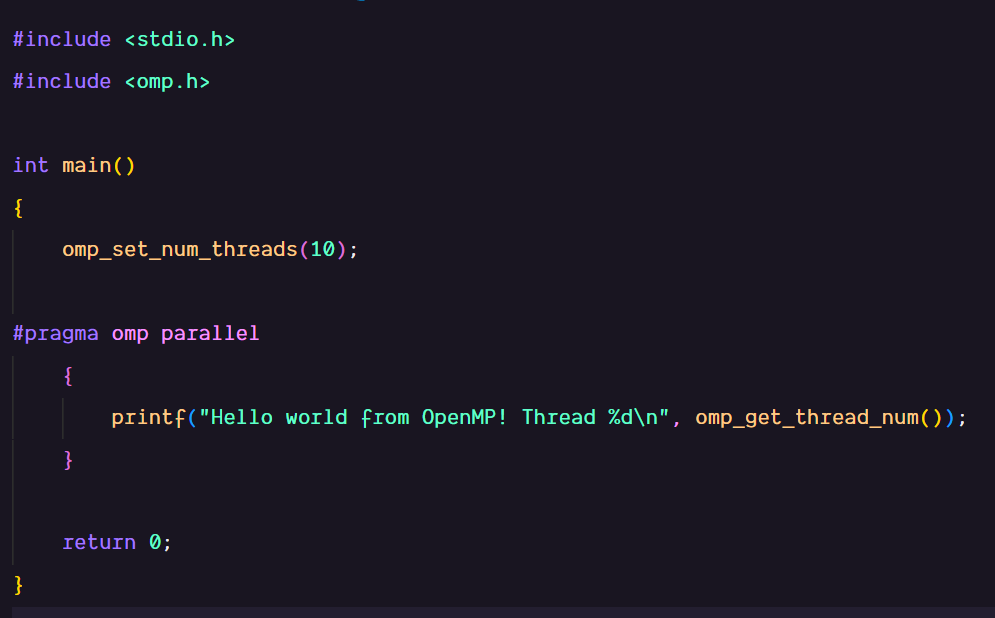 #include <stdio.h>
#include <omp.h>
int main()
{
    omp_set_num_threads(10);
#pragma omp parallel
    {
        printf("Hello world from OpenMP! Thread %d\n", omp_get_thread_num());
    }
    return 0;
}